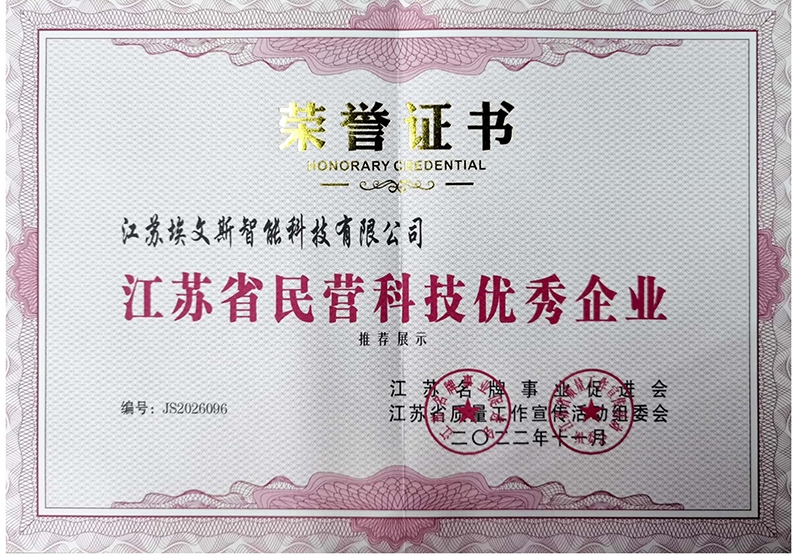 荣誉证书
HONORARY CREDENTIAL
江苏埃文斯智能科技有限公司
江苏省民营科技优秀企业
推荐展示
编号：JS2026096
江苏名牌事业促进会
江苏省质量工作宣传活动组委会
二〇二二年十一月